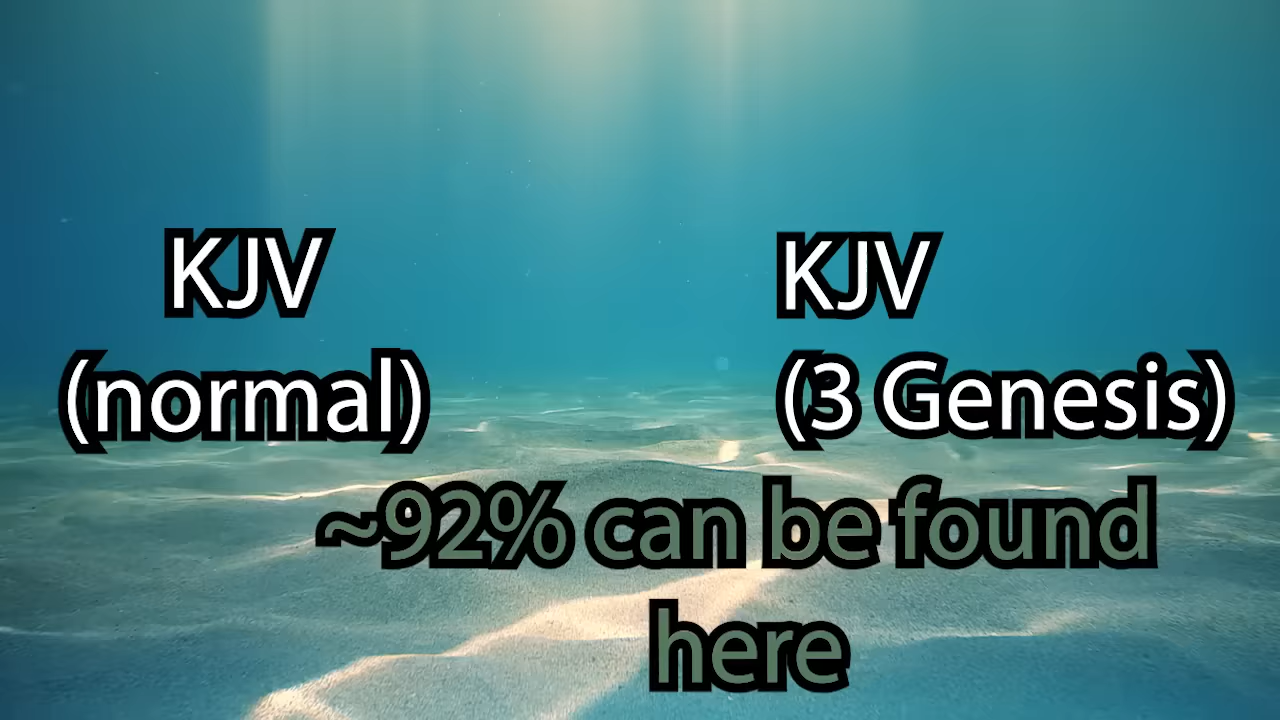 KJV
(normal)
KJV
(3 Genesis)
~92% can be found
here